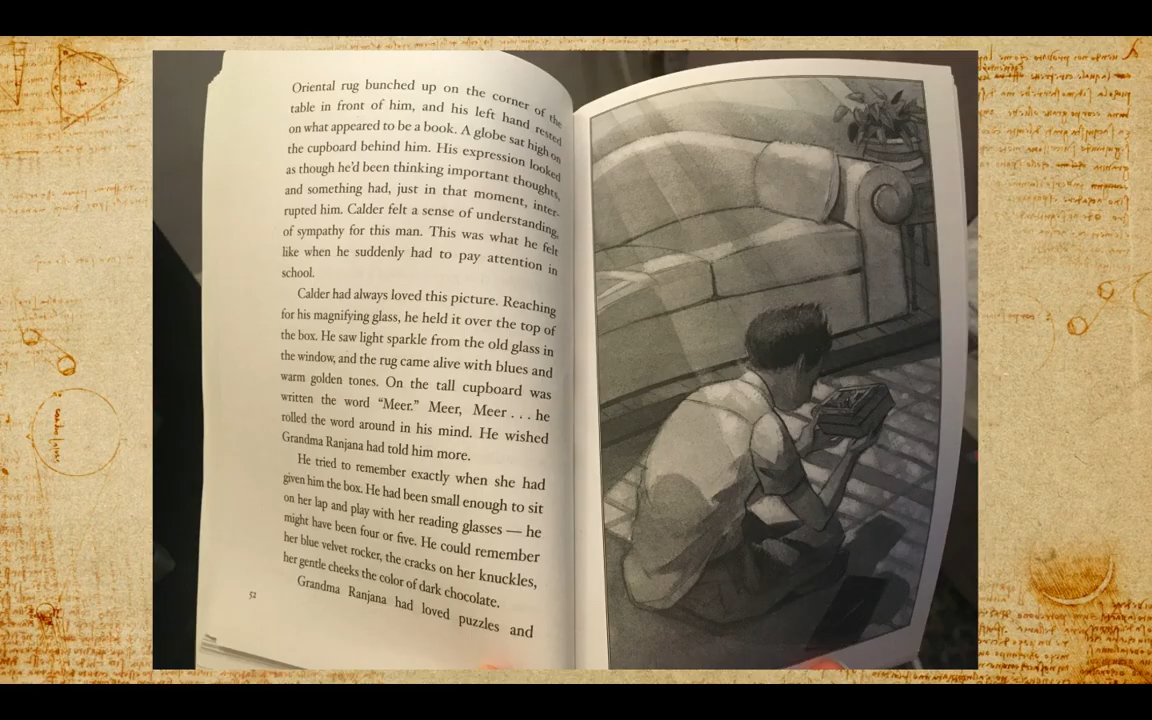 Oriental rug bunched up on the corner of the
table in front of him, and his left hand rested
on what appeared to be a book. A globe sat high on
the cupboard behind him. His expression looked
as though he'd been thinking important thoughts,
and something had, just in that moment, inter-
rupted him. Calder felt a sense of understanding,
of sympathy for this man. This was what he felt
like when he suddenly had to pay attention in
school.
Calder had always loved this picture. Reaching
for his magnifying glass, he held it over the top of
the box. He saw light sparkle from the old glass in
the window, and the rug came alive with blues and
warm golden tones. On the tall cupboard was
written the word “Meer.” Meer, Meer . . . he
rolled the word around in his mind. He wished
Grandma Ranjana had told him more.
He tried to remember exactly when she had
given him the box. He had been small enough to sit
on her lap and play with her reading glasses — he
might have been four or five. He could remember
her blue velvet rocker, the cracks on her knuckles,
her gentle cheeks the color of dark chocolate.
Grandma Ranjana had loved puzzles and
52